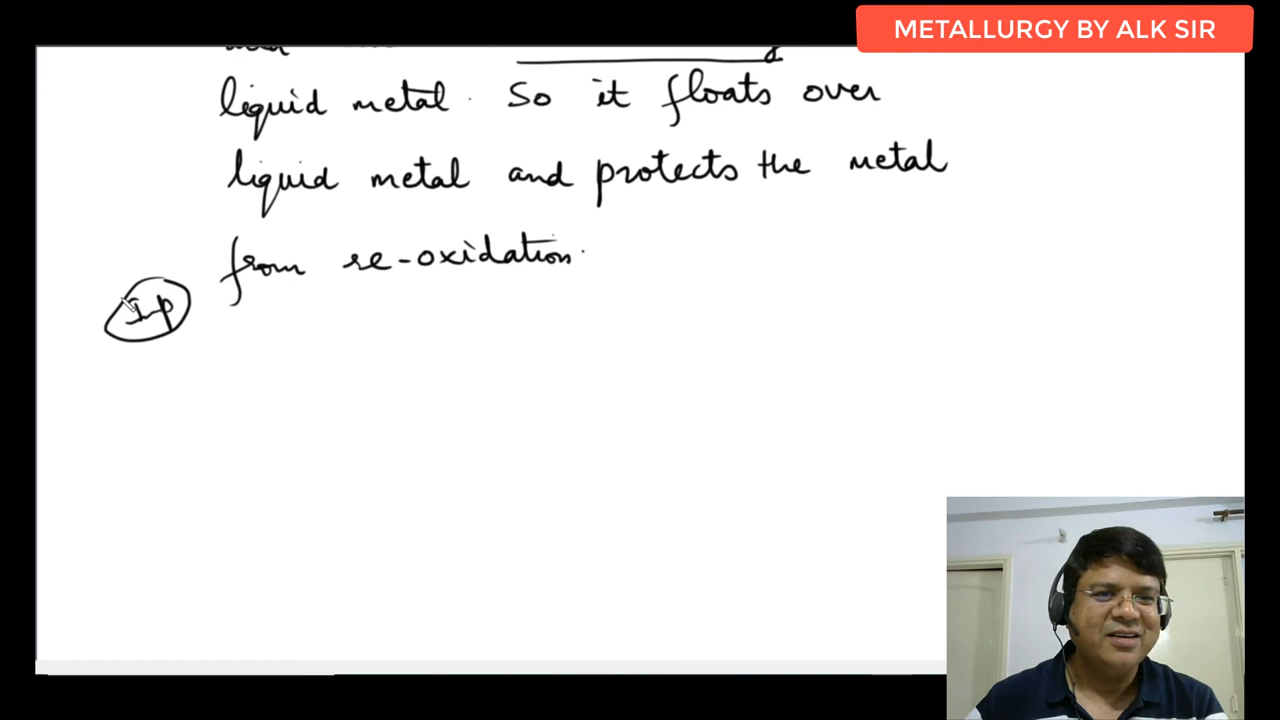 METALLURGY BY ALK SIR
liquid metal. So it floats over
liquid metal and protects the metal
from re-oxidation.
Imp